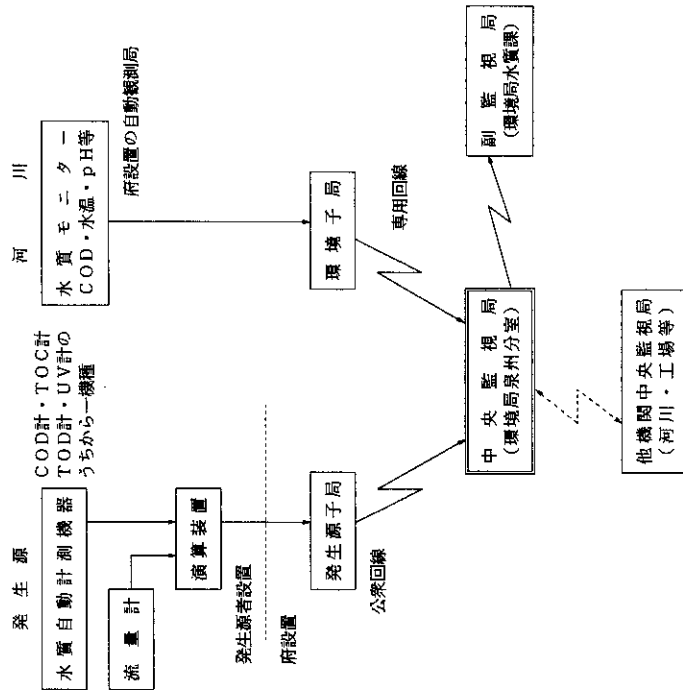 発生源
水質自動計測機器
COD計・TOC計
TOD計・UV計の
うちから一機種
流量計
演算装置
発生源者設置
府設置
発生源子局
公衆回線
河川
水質モニター
COD・水温・pH等
府設置の自動観測局
環境子局
専用回線
中央監視局
(環境局泉州分室)
副監視局
(環境局水質課)
他機関中央監視局
(河川・工場等)